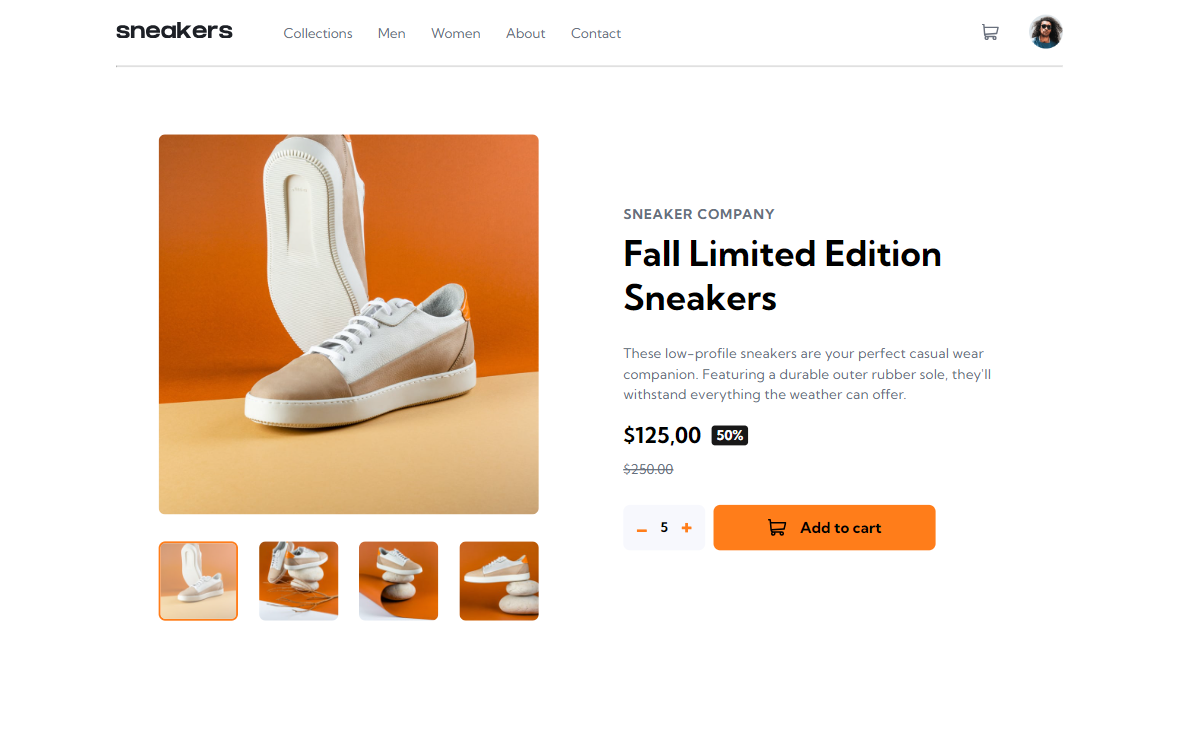 sneakers
Collections Men Women About Contact
SNEAKER COMPANY
Fall Limited Edition
Sneakers
These low-profile sneakers are your perfect casual wear
companion. Featuring a durable outer rubber sole, they'll
withstand everything the weather can offer.
$125,00 50%
$250.00
– 5 +
Add to cart